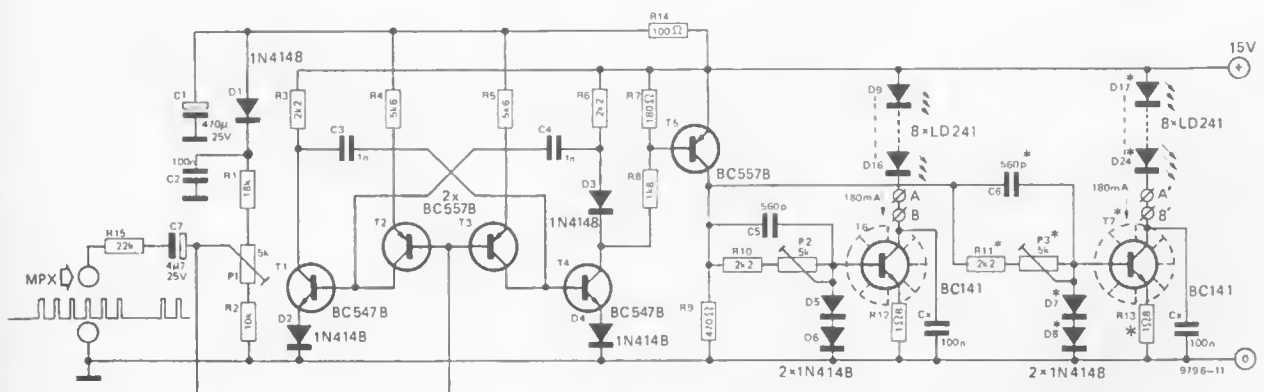 R14
100Ω
15V
1N4148
D1
C1
470µ
25V
100n
C2
R1
18k
R3
2k2
R4
5k6
R5
5k6
R6
2k2
R7
180Ω
C3
1n
C4
1n
T5
BC557B
R8
1k8
D3
1N4148
2x
BC557B
T2
T3
D9
D16
8×LD241
180mA
A
B
D17*
D24*
8×LD241
180mA
A'
B'
560p*
C6
560p
C5
R10
2k2
P2
5k
R11*
2k2
P3*
5k
T6
T7*
BC141
BC141
R15
22k
C7
4µ7
25V
MPX
P1
5k
R2
10k
T1
BC547B
D2
1N4148
T4
BC547B
D4
1N4148
R9
470Ω
D5
D6
2×1N4148
R12
1Ω8
Cx
100n
D7*
D8*
2×1N4148
R13
1Ω8
*
Cx
100n
9796-11
0